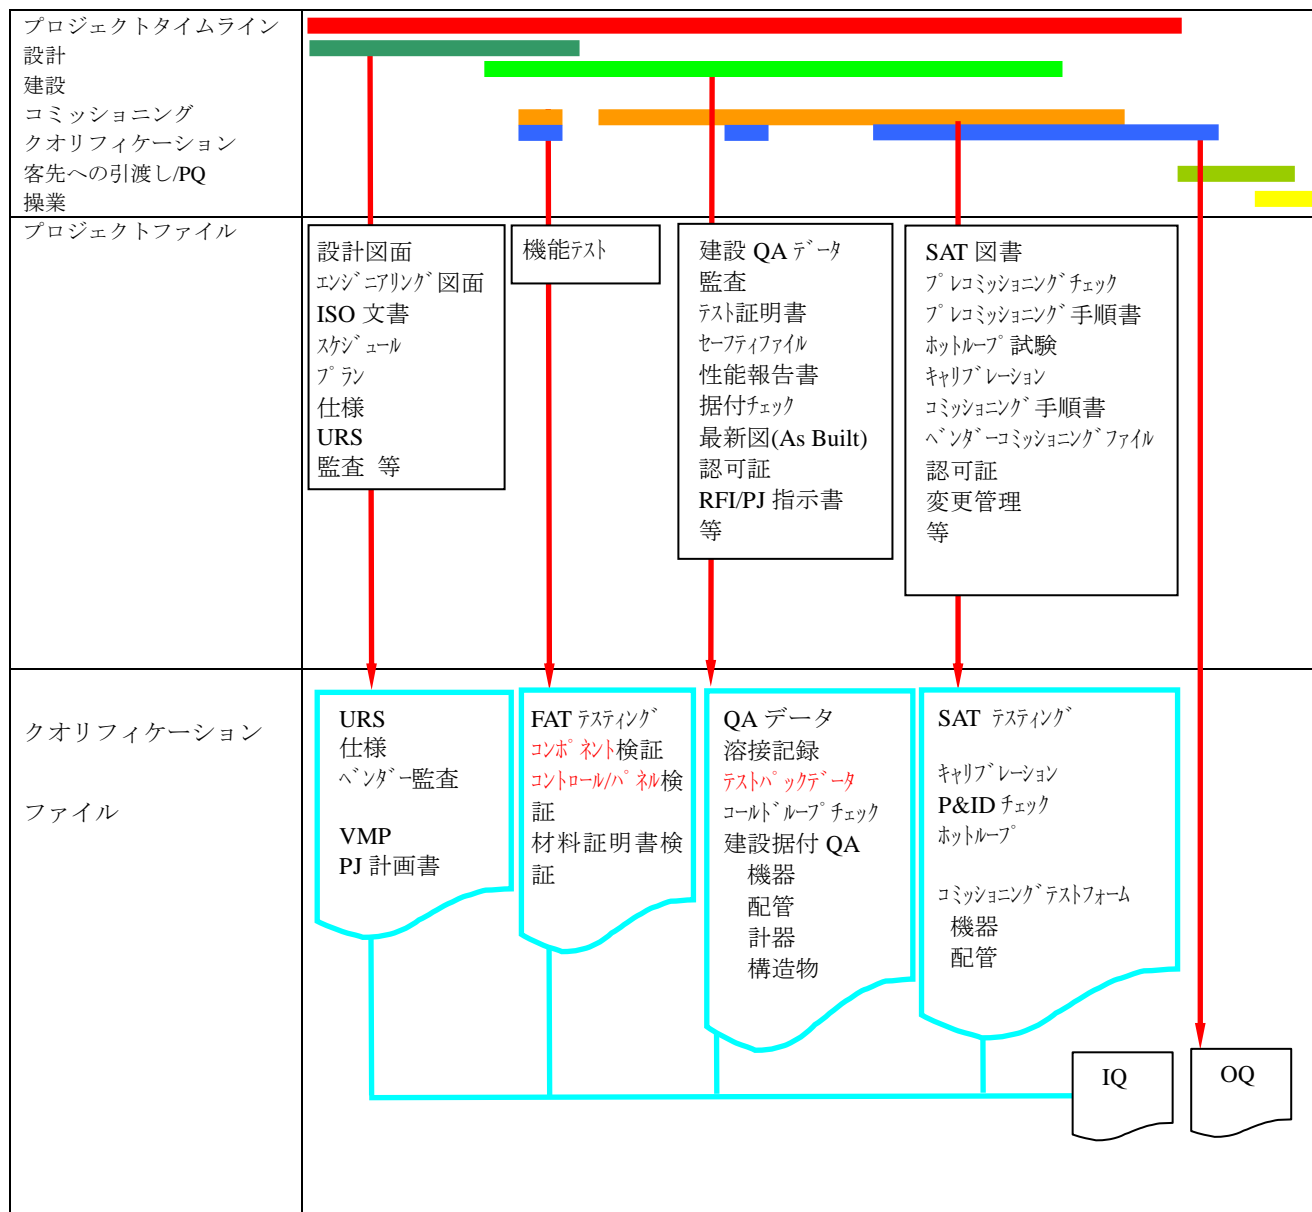 プロジェクトタイムライン
設計
建設
コミッショニング
クオリフィケーション
客先への引渡し/PQ
操業
プロジェクトファイル
設計図面
ｴﾝｼﾞﾆｱﾘﾝｸﾞ図面
ISO 文書
ｽｹｼﾞｭｰﾙ
ﾌﾟﾗﾝ
仕様
URS
監査 等
機能ﾃｽﾄ
建設 QA ﾃﾞｰﾀ
監査
ﾃｽﾄ証明書
ｾｰﾌﾃｨﾌｧｲﾙ
性能報告書
据付ﾁｪｯｸ
最新図(As Built)
認可証
RFI/PJ 指示書
等
SAT 図書
ﾌﾟﾚｺﾐｯｼｮﾆﾝｸﾞﾁｪｯｸ
ﾌﾟﾚｺﾐｯｼｮﾆﾝｸﾞ手順書
ﾎｯﾄﾙｰﾌﾟ試験
ｷｬﾘﾌﾞﾚｰｼｮﾝ
ｺﾐｯｼｮﾆﾝｸﾞ手順書
ﾍﾞﾝﾀﾞｰｺﾐｯｼｮﾆﾝｸﾞﾌｧｲﾙ
認可証
変更管理
等
クオリフィケーション
ファイル
URS
仕様
ﾍﾞﾝﾀﾞｰ監査
VMP
PJ 計画書
FAT ﾃｽﾃｨﾝｸﾞ
ｺﾝﾎﾟﾈﾝﾄ検証
ｺﾝﾄﾛｰﾙ/ﾊﾟﾈﾙ検
証
材料証明書検
証
QA データ
溶接記録
ﾃｽﾄﾊﾟｯｸﾃﾞｰﾀ
ｺｰﾙﾄﾞﾙｰﾌﾟﾁｪｯｸ
建設据付 QA
機器
配管
計器
構造物
SAT ﾃｽﾃｨﾝｸﾞ
ｷｬﾘﾌﾞﾚｰｼｮﾝ
P&ID ﾁｪｯｸ
ﾎｯﾄﾙｰﾌﾟ
ｺﾐｯｼｮﾆﾝｸﾞﾃｽﾄﾌｫｰﾑ
機器
配管
IQ
OQ